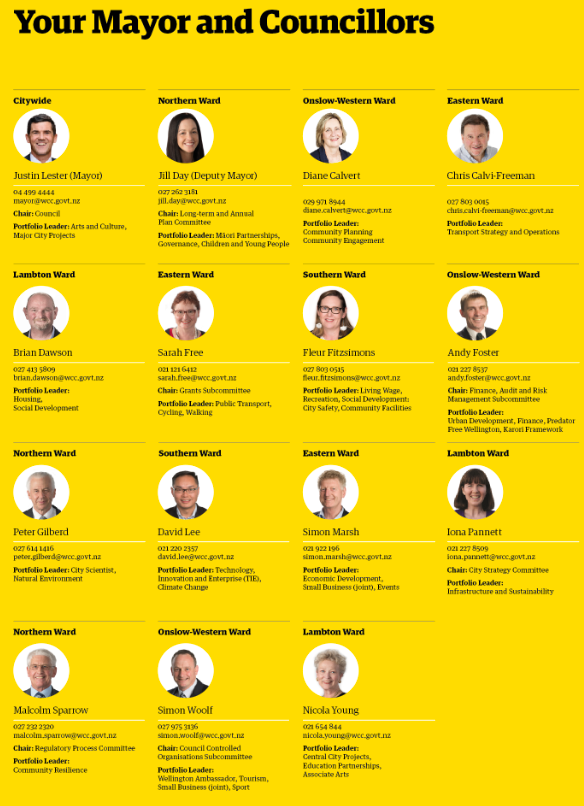 Your Mayor and Councillors
Citywide
Justin Lester (Mayor)
04 499 4444
mayor@wcc.govt.nz
Chair: Council
Portfolio Leader: Arts and Culture,
Major City Projects
Northern Ward
Jill Day (Deputy Mayor)
027 262 3181
jill.day@wcc.govt.nz
Chair: Long-term and Annual
Plan Committee
Portfolio Leader: Māori Partnerships,
Governance, Children and Young People
Onslow-Western Ward
Diane Calvert
029 971 8944
diane.calvert@wcc.govt.nz
Portfolio Leader:
Community Planning
Community Engagement
Eastern Ward
Chris Calvi-Freeman
027 803 0015
chris.calvi-freeman@wcc.govt.nz
Portfolio Leader:
Transport Strategy and Operations
Lambton Ward
Brian Dawson
027 413 5809
brian.dawson@wcc.govt.nz
Portfolio Leader:
Housing,
Social Development
Eastern Ward
Sarah Free
021 121 6412
sarah.free@wcc.govt.nz
Chair: Grants Subcommittee
Portfolio Leader: Public Transport,
Cycling, Walking
Southern Ward
Fleur Fitzsimons
027 803 0515
fleur.fitzsimons@wcc.govt.nz
Portfolio Leader: Living Wage,
Recreation, Social Development:
City Safety, Community Facilities
Onslow-Western Ward
Andy Foster
021 227 8537
andy.foster@wcc.govt.nz
Chair: Finance, Audit and Risk
Management Subcommittee
Portfolio Leader:
Urban Development, Finance, Predator
Free Wellington, Karori Framework
Northern Ward
Peter Gilberd
027 614 1416
peter.gilberd@wcc.govt.nz
Portfolio Leader: City Scientist,
Natural Environment
Southern Ward
David Lee
021 220 2357
david.lee@wcc.govt.nz
Portfolio Leader: Technology,
Innovation and Enterprise (TIE),
Climate Change
Eastern Ward
Simon Marsh
021 922 196
simon.marsh@wcc.govt.nz
Portfolio Leader:
Economic Development,
Small Business (joint), Events
Lambton Ward
Iona Pannett
021 227 8509
iona.pannett@wcc.govt.nz
Chair: City Strategy Committee
Portfolio Leader:
Infrastructure and Sustainability
Northern Ward
Malcolm Sparrow
027 232 2320
malcolm.sparrow@wcc.govt.nz
Chair: Regulatory Process Committee
Portfolio Leader:
Community Resilience
Onslow-Western Ward
Simon Woolf
027 975 3136
simon.woolf@wcc.govt.nz
Chair: Council Controlled
Organisations Subcommittee
Portfolio Leader:
Wellington Ambassador, Tourism,
Small Business (joint), Sport
Lambton Ward
Nicola Young
021 654 844
nicola.young@wcc.govt.nz
Portfolio Leader:
Central City Projects,
Education Partnerships,
Associate Arts